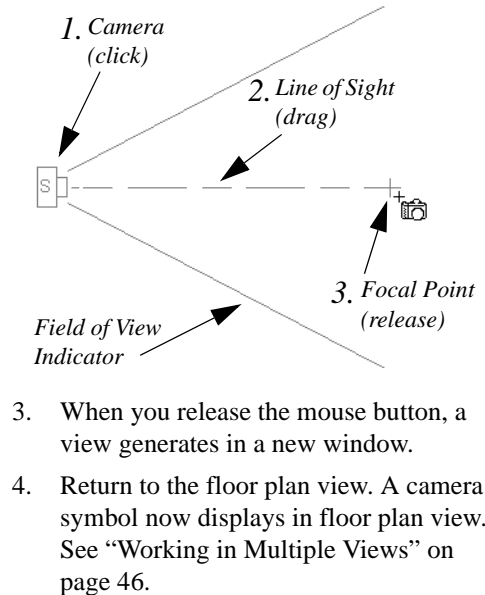 1. Camera
(click)
2. Line of Sight
(drag)
S
3. Focal Point
(release)
Field of View
Indicator
3. When you release the mouse button, a
view generates in a new window.
4. Return to the floor plan view. A camera
symbol now displays in floor plan view.
See “Working in Multiple Views” on
page 46.